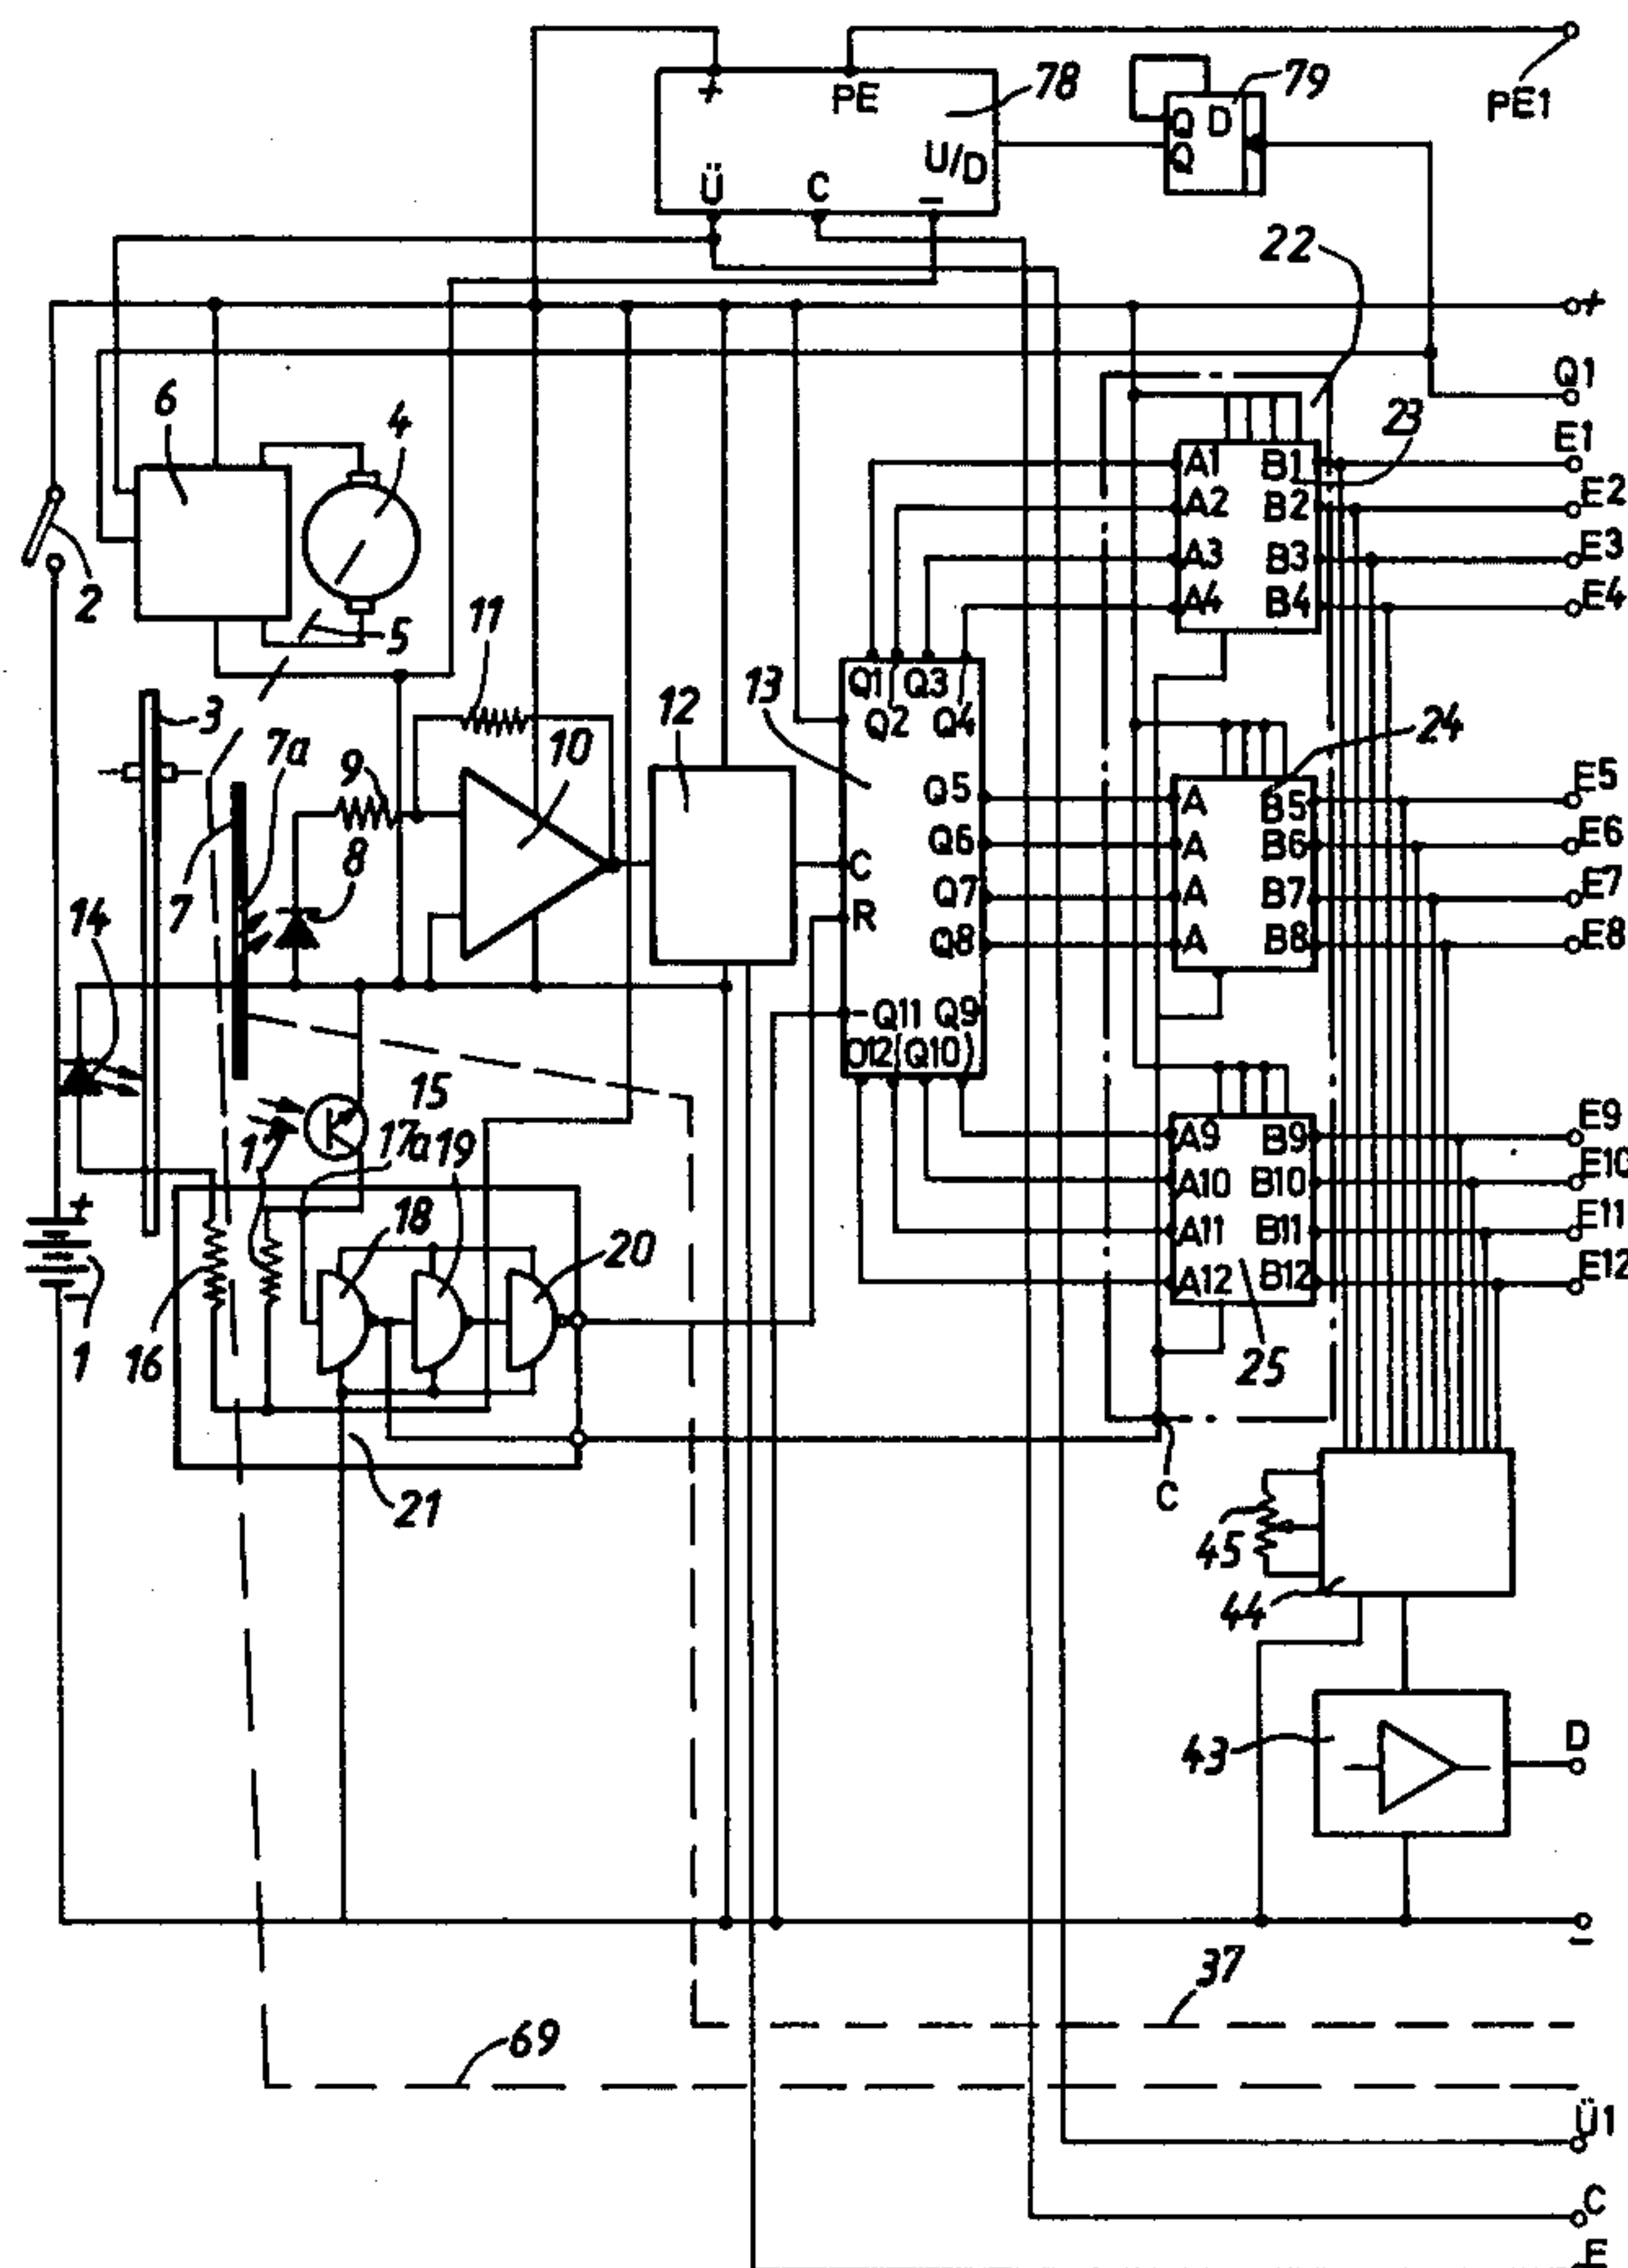 + PE 78 79 PE1
Q D
U/D Q
Ü C -
22
+
Q1
6 4 23 E1
A1 B1
A2 B2 E2
2 A3 B3 E3
A4 B4 E4
11 5
3 13 Q1 Q3
7a 12 Q2 Q4 24
9 10 E5
Q5 A B5
8 Q6 A B6 E6
7 C Q7 A B7 E7
14 R Q8 A B8 E8
- Q11 Q9
Q12 (Q10)
15 E9
17 17a 19 A9 B9
A10 B10 E10
+ 18 A11 B11 E11
20 A12 B12 E12
-
1 16 25
21 C
45
44
43 D
-
37
69
Ü1
C
E